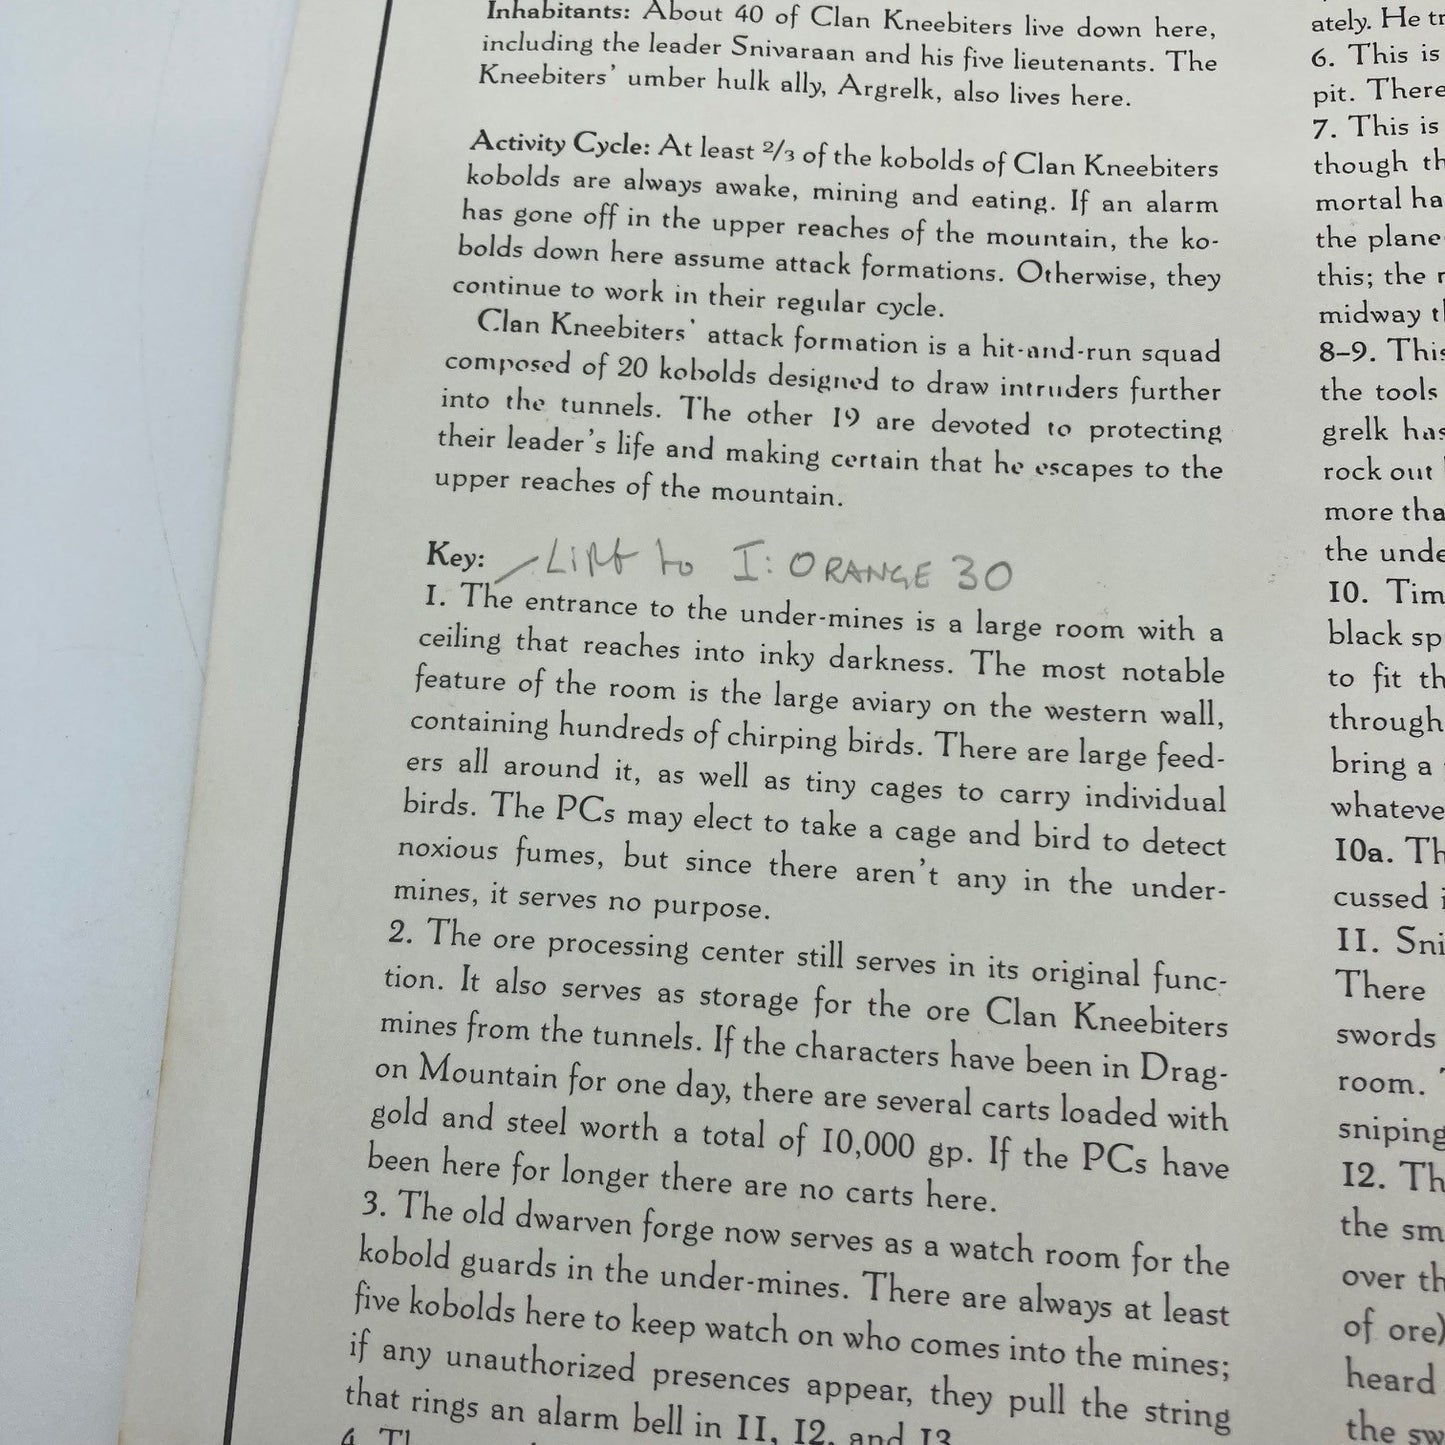 Inhabitants: About 40 of Clan Kneebiters live down here,
including the leader Snivaraan and his five lieutenants. The
Kneebiters' umber hulk ally, Argrelk, also lives here.
Activity Cycle: At least 2/3 of the kobolds of Clan Kneebiters
kobolds are always awake, mining and eating. If an alarm
has gone off in the upper reaches of the mountain, the ko-
bolds down here assume attack formations. Otherwise, they
continue to work in their regular cycle.
Clan Kneebiters' attack formation is a hit-and-run squad
composed of 20 kobolds designed to draw intruders further
into the tunnels. The other 19 are devoted to protecting
their leader's life and making certain that he escapes to the
upper reaches of the mountain.
Key: Lift to I: ORANGE 30
1. The entrance to the under-mines is a large room with a
ceiling that reaches into inky darkness. The most notable
feature of the room is the large aviary on the western wall,
containing hundreds of chirping birds. There are large feed-
ers all around it, as well as tiny cages to carry individual
birds. The PCs may elect to take a cage and bird to detect
noxious fumes, but since there aren't any in the under-
mines, it serves no purpose.
2. The ore processing center still serves in its original func-
tion. It also serves as storage for the ore Clan Kneebiters
mines from the tunnels. If the characters have been in Drag-
on Mountain for one day, there are several carts loaded with
gold and steel worth a total of 10,000 gp. If the PCs have
been here for longer there are no carts here.
3. The old dwarven forge now serves as a watch room for the
kobold guards in the under-mines. There are always at least
five kobolds here to keep watch on who comes into the mines;
if any unauthorized presences appear, they pull the string
that rings an alarm bell in 11, 12, and 13.
ately. He
6. This is
pit. There
7. This is
though
mortal
the plane
this; the
midway
8–9. This
the tools
grelk has
rock out
more
the
10.
black
to fit
through
bring a
10a.
cussed
11.
There
swords
room.
sniping
12.
the
over
of ore)
heard
the